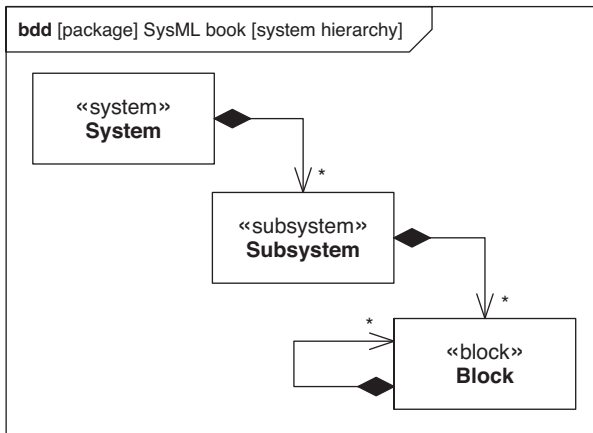 bdd [package] SysML book [system hierarchy]
«system»
System
*
«subsystem»
Subsystem
*
*
«block»
Block